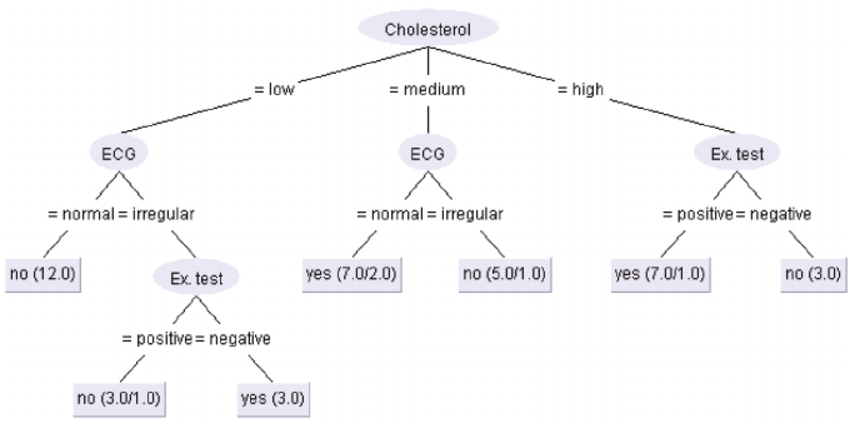 Cholesterol
= low
= medium
= high
ECG
ECG
Ex. test
= normal = irregular
= normal = irregular
= positive = negative
no (12.0)
Ex. test
yes (7.0/2.0)
no (5.0/1.0)
yes (7.0/1.0)
no (3.0)
= positive = negative
no (3.0/1.0)
yes (3.0)